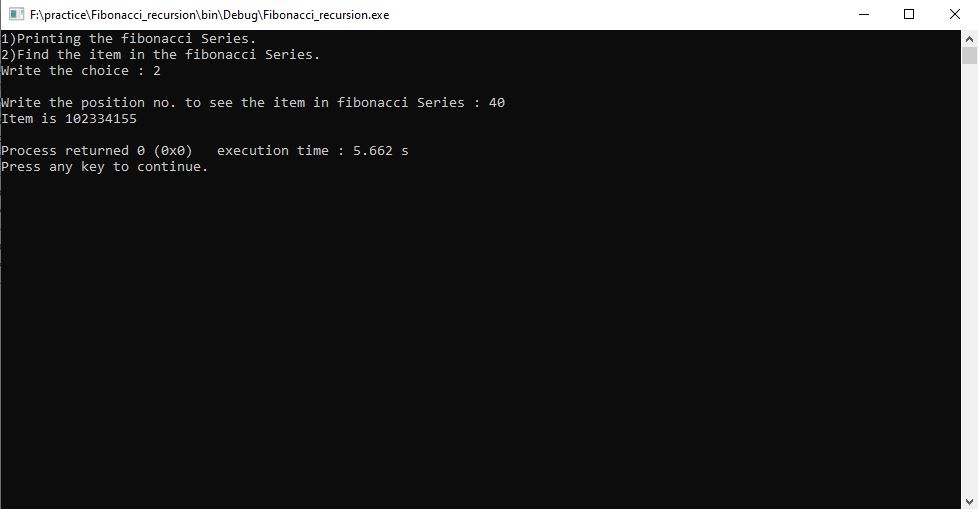 F:\practice\Fibonacci_recursion\bin\Debug\Fibonacci_recursion.exe
1)Printing the fibonacci Series.
2)Find the item in the fibonacci Series.
Write the choice : 2
Write the position no. to see the item in fibonacci Series : 40
Item is 102334155
Process returned 0 (0x0)   execution time : 5.662 s
Press any key to continue.